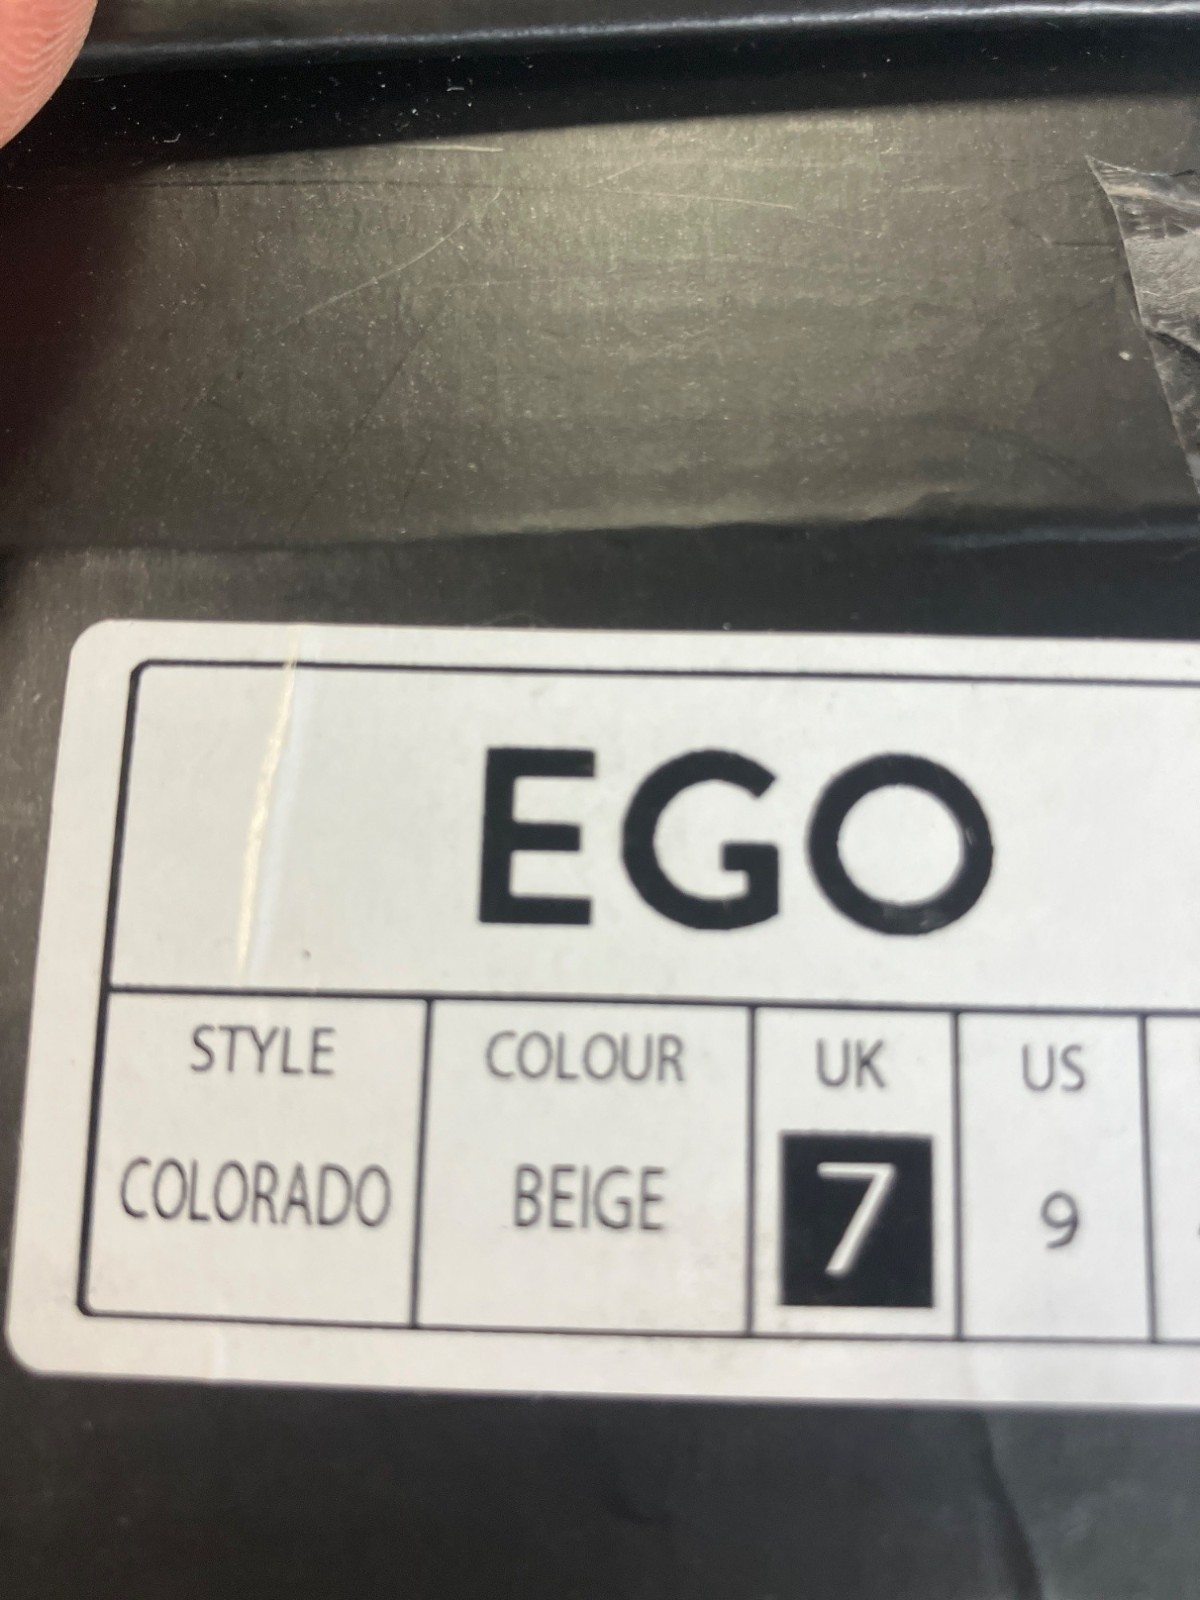 EGO
STYLE COLOUR UK US
COLORADO BEIGE 7 9